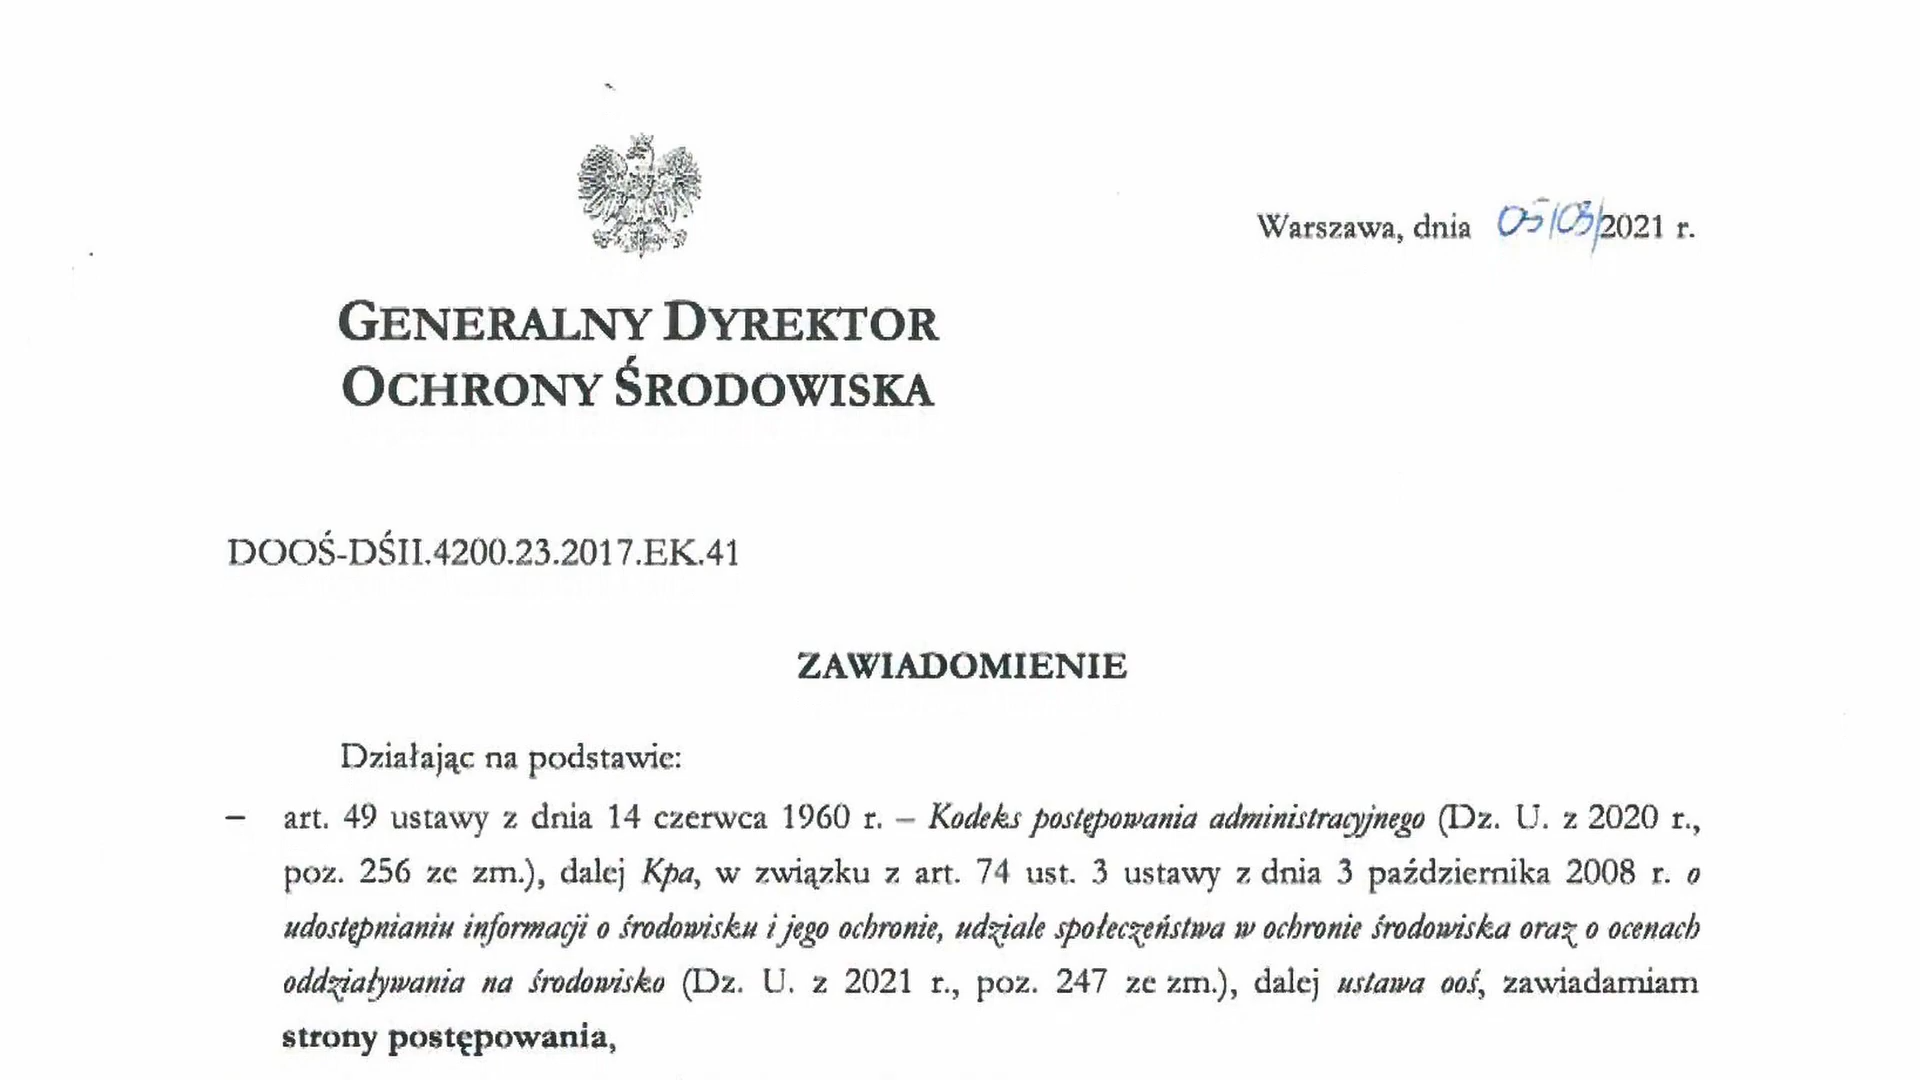 Warszawa, dnia 05/03/2021 r.
GENERALNY DYREKTOR
OCHRONY ŚRODOWISKA
DOOŚ-DŚII.4200.23.2017.EK.41
ZAWIADOMIENIE
Działając na podstawie:
– art. 49 ustawy z dnia 14 czerwca 1960 r. – Kodeks postępowania administracyjnego (Dz. U. z 2020 r.,
poz. 256 ze zm.), dalej Kpa, w związku z art. 74 ust. 3 ustawy z dnia 3 października 2008 r. o
udostępnianiu informacji o środowisku i jego ochronie, udziale społeczeństwa w ochronie środowiska oraz o ocenach
oddziaływania na środowisko (Dz. U. z 2021 r., poz. 247 ze zm.), dalej ustawa ooś, zawiadamiam
strony postępowania,